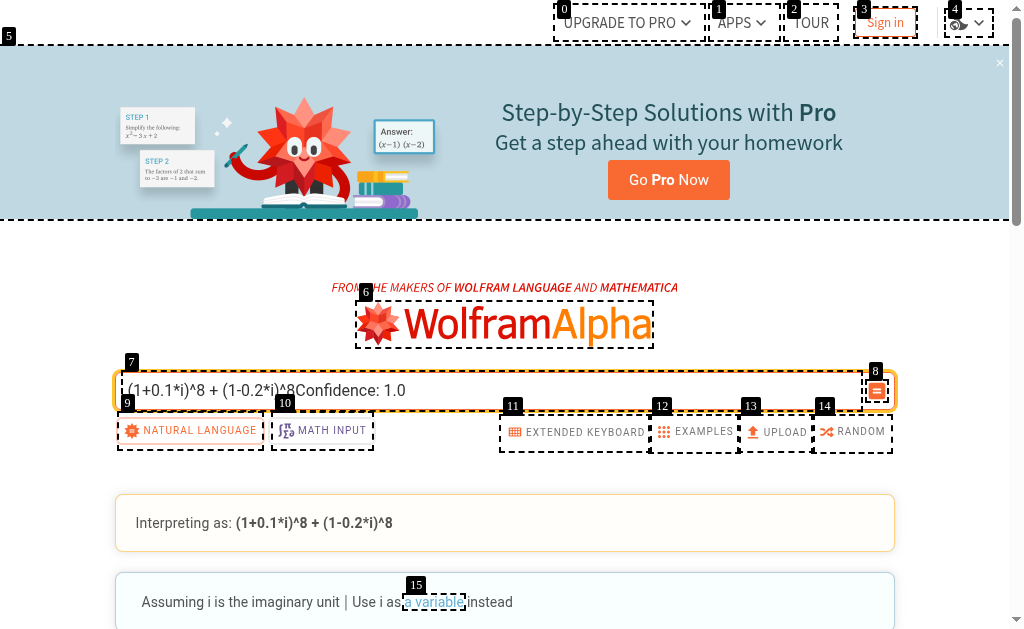 0 1 2 3 4
UPGRADE TO PRO APPS TOUR Sign in
5
×
STEP 1
Simplify the following:
x²−3 x + 2
STEP 2
The factors of 2 that sum
to −3 are −1 and −2.
Answer:
(x−1) (x−2)
Step-by-Step Solutions with Pro
Get a step ahead with your homework
Go Pro Now
FROM THE MAKERS OF WOLFRAM LANGUAGE AND MATHEMATICA
6
WolframAlpha
7 8
(1+0.1*i)^8 + (1-0.2*i)^8Confidence: 1.0
=
9 10 11 12 13 14
NATURAL LANGUAGE MATH INPUT EXTENDED KEYBOARD EXAMPLES UPLOAD RANDOM
Interpreting as: (1+0.1*i)^8 + (1-0.2*i)^8
15
Assuming i is the imaginary unit | Use i as a variable instead